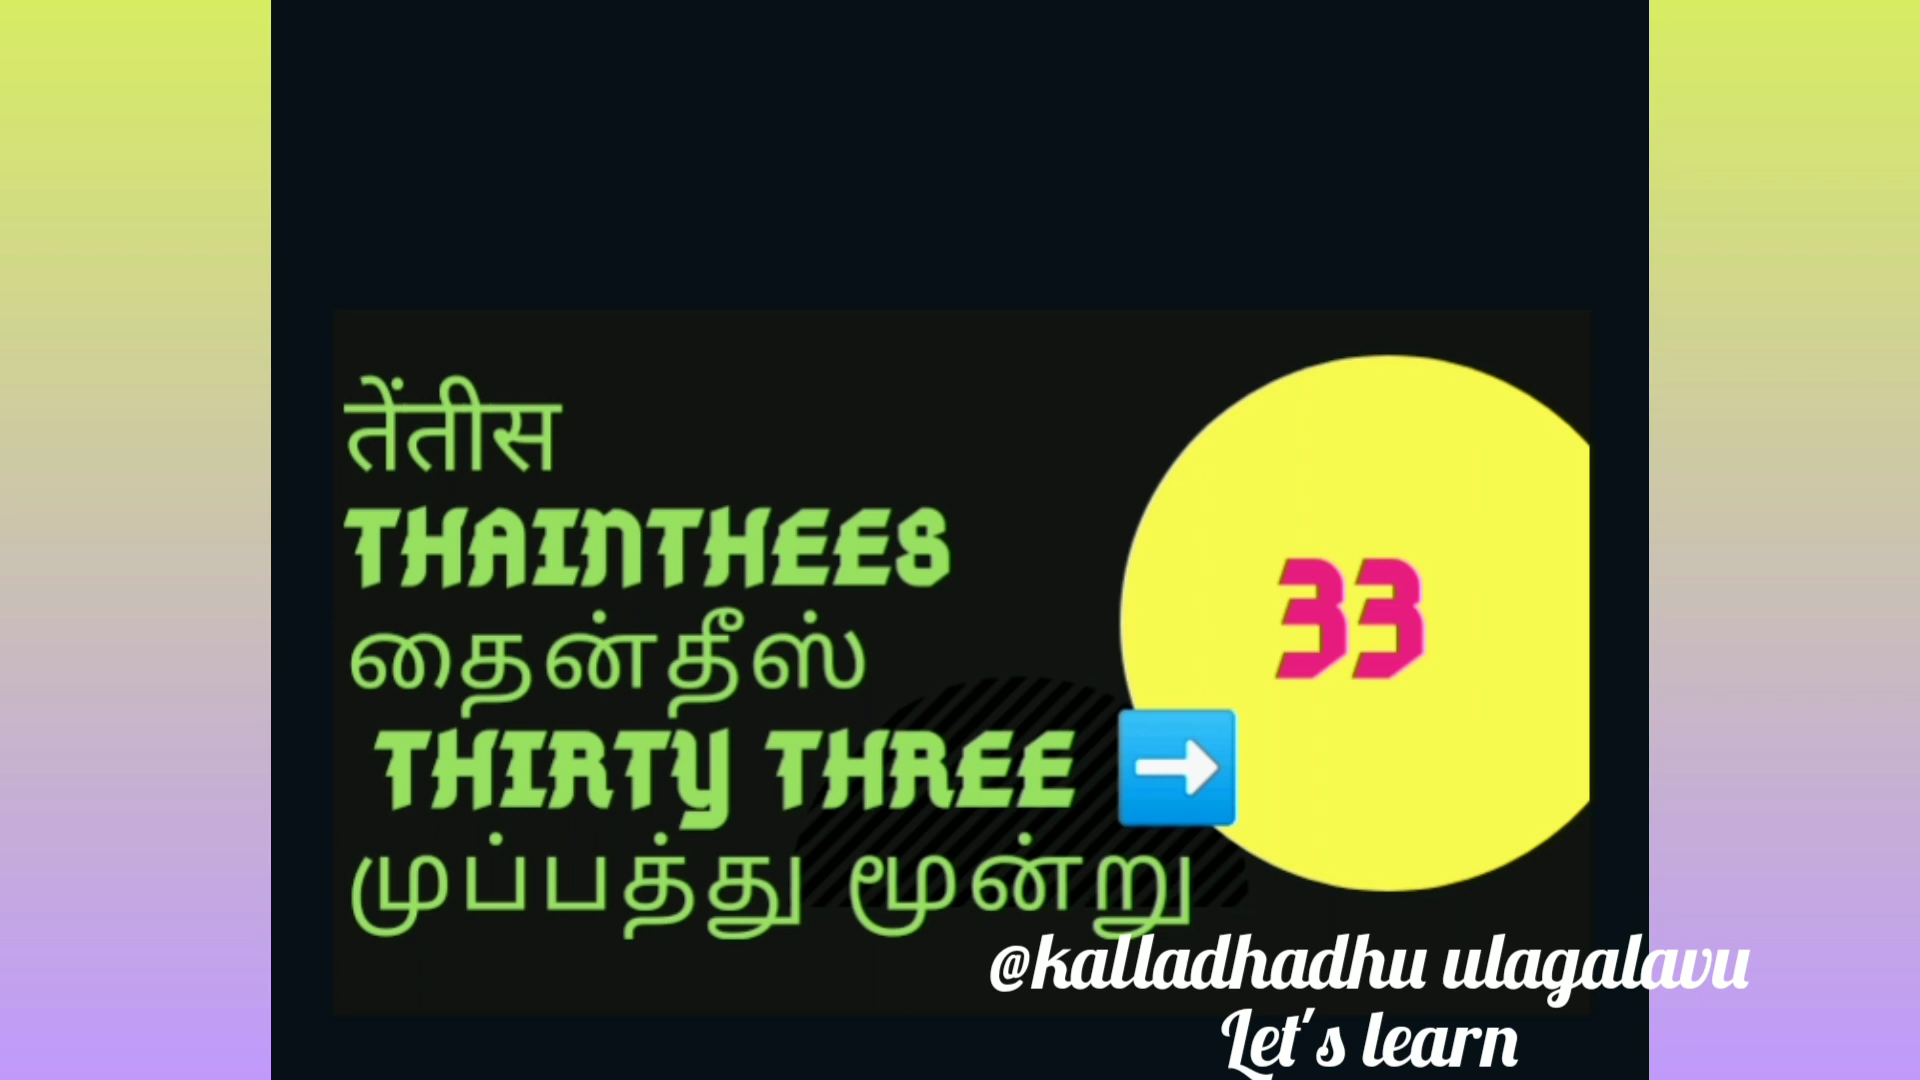 तेंतीस
THAINTHEES
தைன்தீஸ்
THIRTY THREE ➡
முப்பத்து மூன்று
33
@kalladhadhu ulagalavu
Let's learn